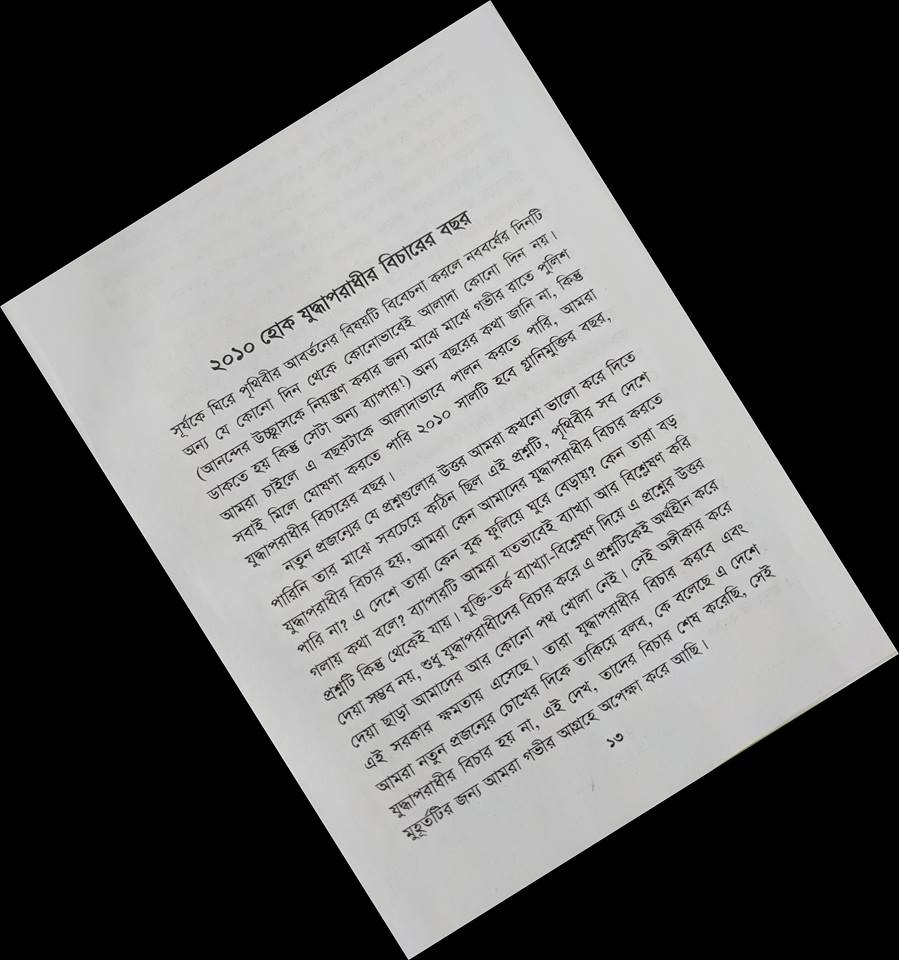 ২০১০ হোক যুদ্ধাপরাধীর বিচারের বছর
সূর্যকে ঘিরে পৃথিবীর আবর্তনের বিষয়টি বিবেচনা করলে নববর্ষের দিনটি
অন্য যে কোনো দিন থেকে কোনোভাবেই আলাদা কোনো দিন নয়।
(আনন্দের উচ্ছ্বাসকে নিয়ন্ত্রণ করার জন্য মাঝে মাঝে গভীর রাতে পুলিশ
ডাকতে হয় কিন্তু সেটা অন্য ব্যাপার!) অন্য বছরের কথা জানি না, কিন্তু
আমরা চাইলে এ বছরটাকে আলাদাভাবে পালন করতে পারি, আমরা
সবাই মিলে ঘোষণা করতে পারি ২০১০ সালটি হবে গ্লানিমুক্তির বছর,
যুদ্ধাপরাধীর বিচারের বছর।
নতুন প্রজন্মের যে প্রশ্নগুলোর উত্তর আমরা কখনো ভালো করে দিতে
পারিনি তার মাঝে সবচেয়ে কঠিন ছিল এই প্রশ্নটি, পৃথিবীর সব দেশে
যুদ্ধাপরাধীর বিচার হয়, আমরা কেন আমাদের যুদ্ধাপরাধীর বিচার করতে
পারি না? এ দেশে তারা কেন বুক ফুলিয়ে ঘুরে বেড়ায়? কেন তারা বড়
গলায় কথা বলে? ব্যাপারটি আমরা যতভাবেই ব্যাখ্যা আর বিশ্লেষণ করি
প্রশ্নটি কিন্তু থেকেই যায়। যুক্তি-তর্ক ব্যাখ্যা-বিশ্লেষণ দিয়ে এ প্রশ্নের উত্তর
দেয়া সম্ভব নয়, শুধু যুদ্ধাপরাধীদের বিচার করে এ প্রশ্নটিকেই অর্থহীন করে
দেয়া ছাড়া আমাদের আর কোনো পথ খোলা নেই। সেই অঙ্গীকার করে
এই সরকার ক্ষমতায় এসেছে। তারা যুদ্ধাপরাধীর বিচার করবে এবং
আমরা নতুন প্রজন্মের চোখের দিকে তাকিয়ে বলব, কে বলেছে এ দেশে
যুদ্ধাপরাধীর বিচার হয় না, এই দেখ, তাদের বিচার শেষ করেছি, সেই
মুহূর্তটির জন্য আমরা গভীর আগ্রহে অপেক্ষা করে আছি।
১৩